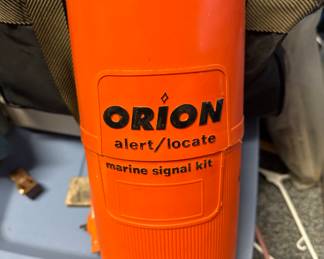 ORION
alert/locate
marine signal kit